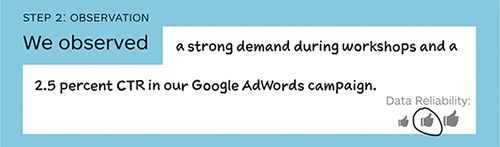 STEP 2: OBSERVATION
We observed a strong demand during workshops and a
2.5 percent CTR in our Google AdWords campaign.
Data Reliability: